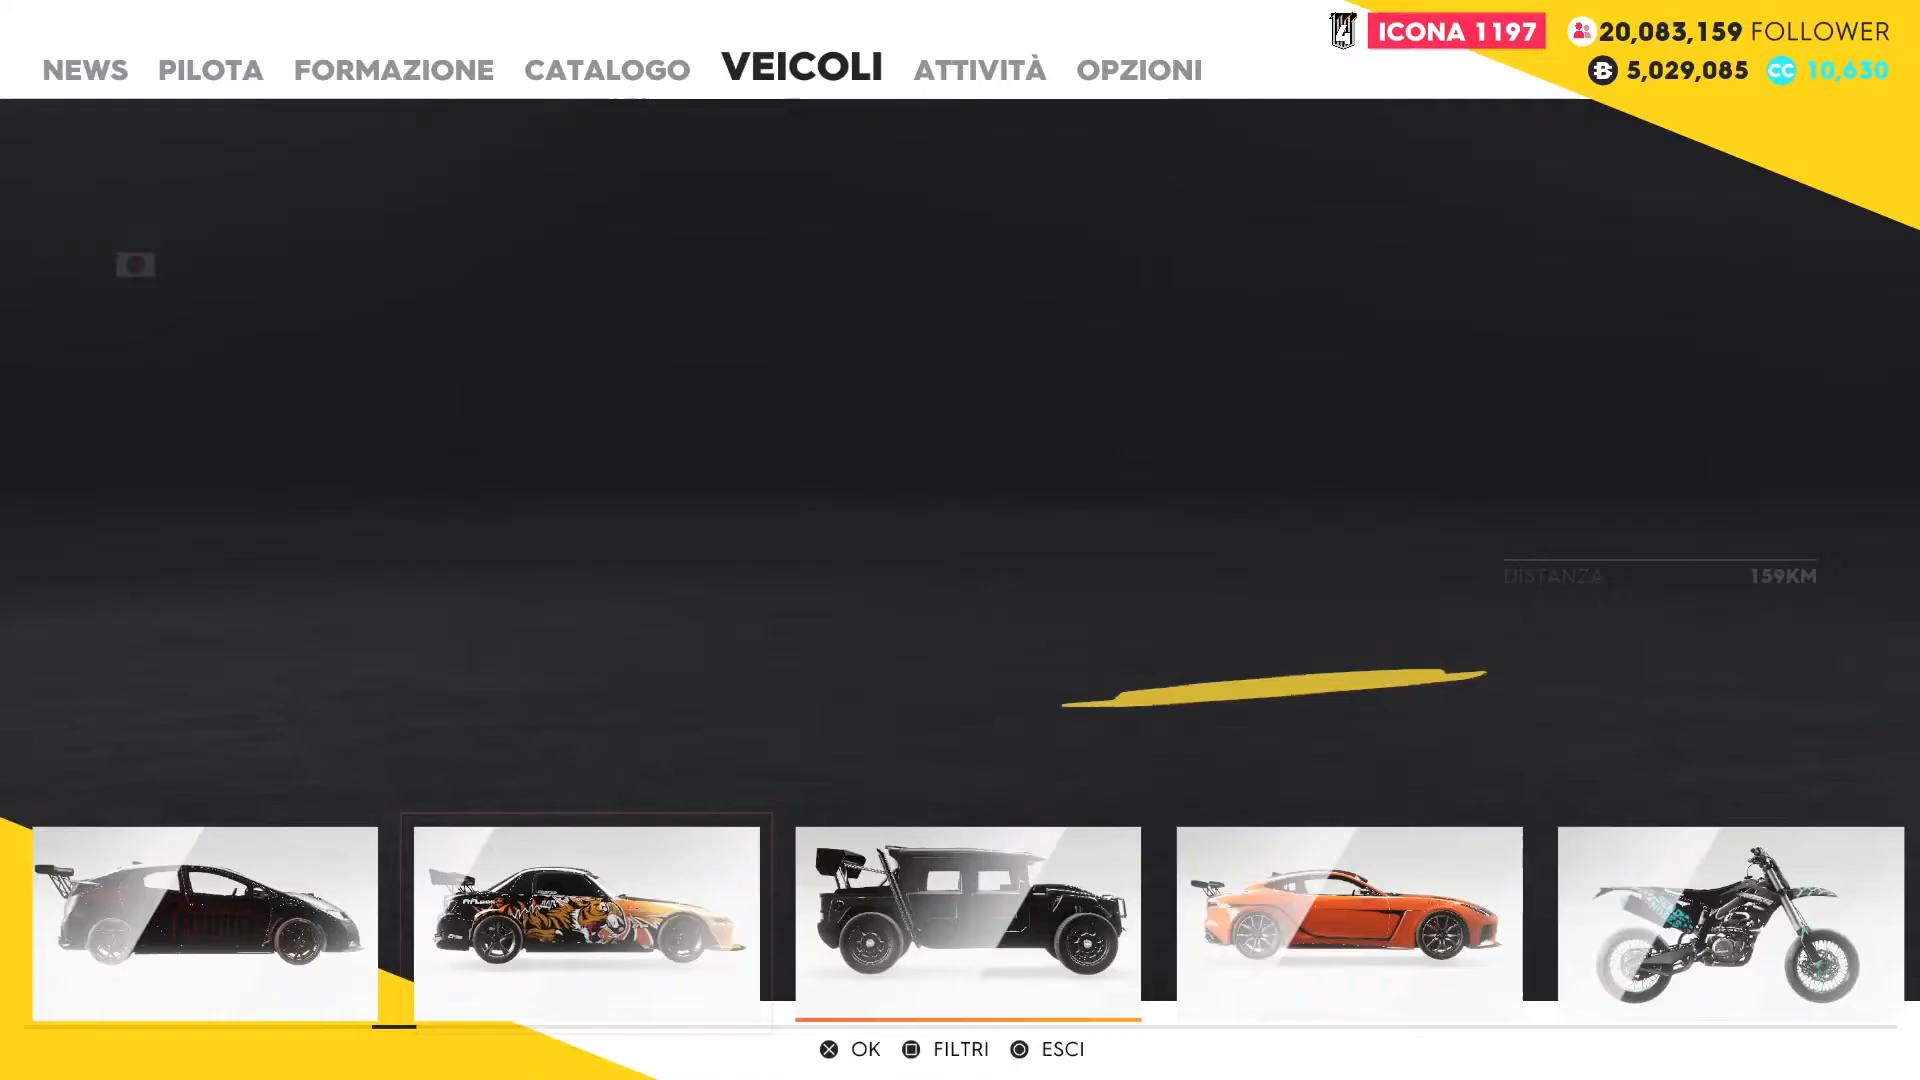 ICONA 1197
20,083,159 FOLLOWER
NEWS PILOTA FORMAZIONE CATALOGO VEICOLI ATTIVITÀ OPZIONI
5,029,085 CC 10,630
DISTANZA 159KM
OK FILTRI ESCI